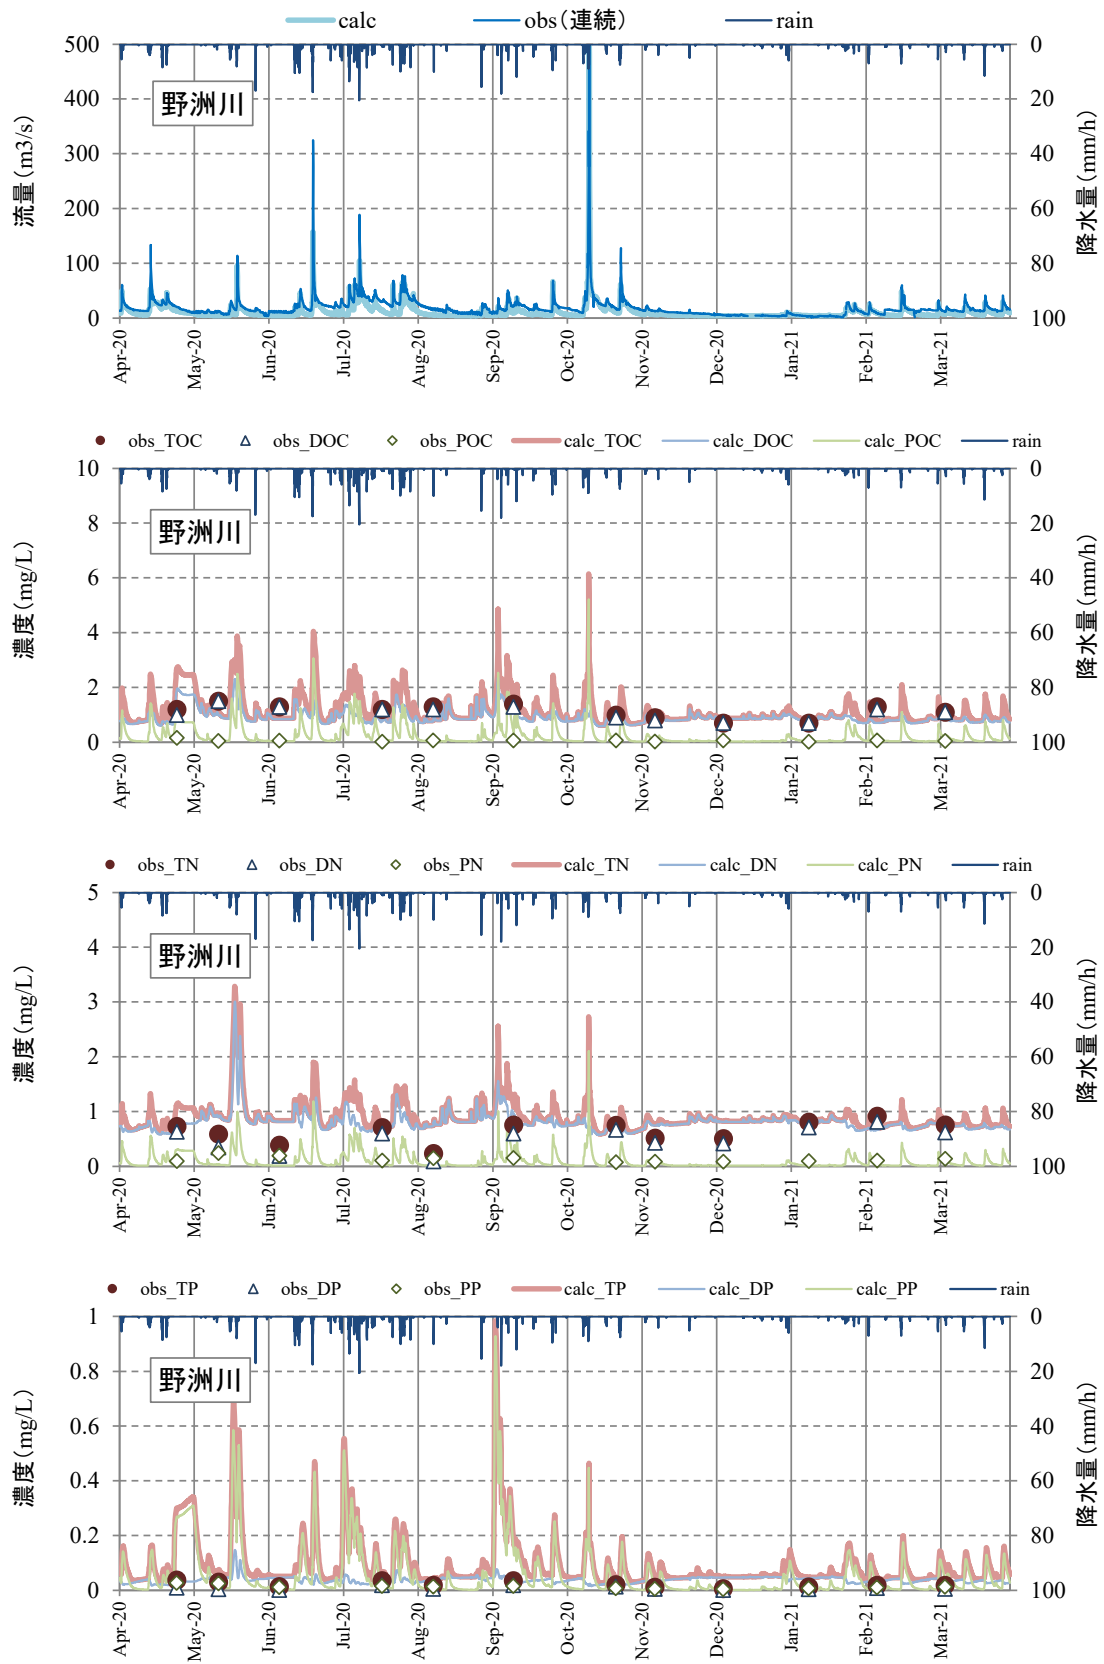 calc obs（連続） rain
500 400 300 200 100 0
流量（m3/s）
野洲川
0 20 40 60 80 100
降水量（mm/h）
Apr-20 May-20 Jun-20 Jul-20 Aug-20 Sep-20 Oct-20 Nov-20 Dec-20 Jan-21 Feb-21 Mar-21
obs_TOC obs_DOC obs_POC calc_TOC calc_DOC calc_POC rain
10 8 6 4 2 0
濃度（mg/L）
野洲川
0 20 40 60 80 100
降水量（mm/h）
Apr-20 May-20 Jun-20 Jul-20 Aug-20 Sep-20 Oct-20 Nov-20 Dec-20 Jan-21 Feb-21 Mar-21
obs_TN obs_DN obs_PN calc_TN calc_DN calc_PN rain
5 4 3 2 1 0
濃度（mg/L）
野洲川
0 20 40 60 80 100
降水量（mm/h）
Apr-20 May-20 Jun-20 Jul-20 Aug-20 Sep-20 Oct-20 Nov-20 Dec-20 Jan-21 Feb-21 Mar-21
obs_TP obs_DP obs_PP calc_TP calc_DP calc_PP rain
1 0.8 0.6 0.4 0.2 0
濃度（mg/L）
野洲川
0 20 40 60 80 100
降水量（mm/h）
Apr-20 May-20 Jun-20 Jul-20 Aug-20 Sep-20 Oct-20 Nov-20 Dec-20 Jan-21 Feb-21 Mar-21